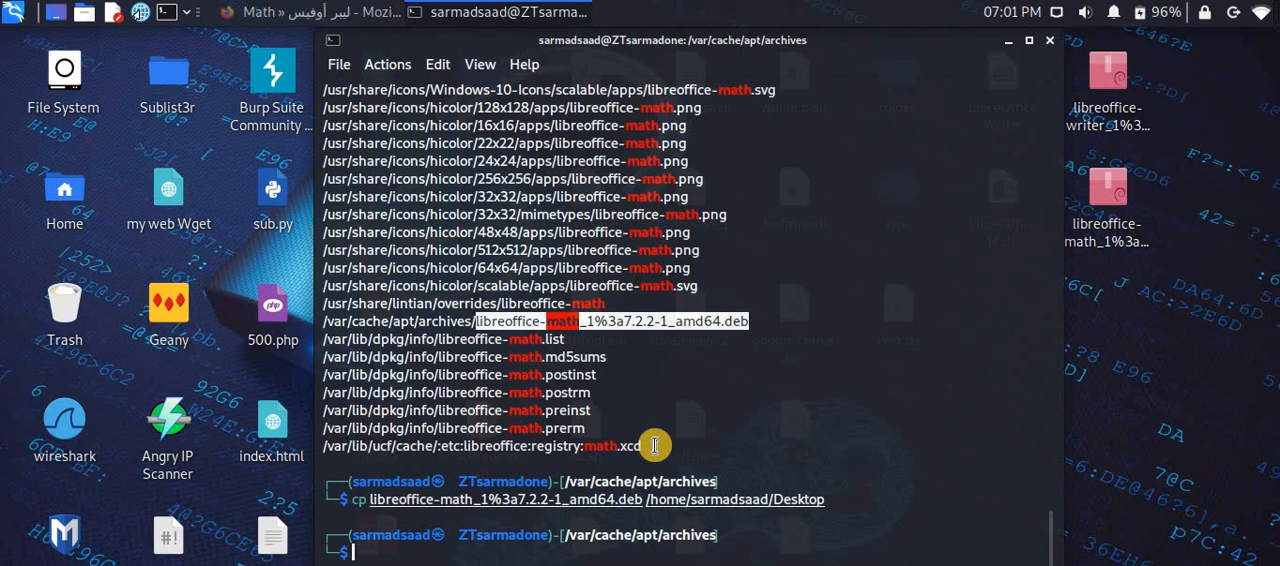 Math » ليبر أوفيس - Mozi...
sarmadsaad@ZTsarma...
07:01 PM
96%
sarmadsaad@ZTsarmadone: /var/cache/apt/archives
File Actions Edit View Help
/usr/share/icons/Windows-10-Icons/scalable/apps/libreoffice-math.svg
/usr/share/icons/hicolor/128x128/apps/libreoffice-math.png
/usr/share/icons/hicolor/16x16/apps/libreoffice-math.png
/usr/share/icons/hicolor/22x22/apps/libreoffice-math.png
/usr/share/icons/hicolor/24x24/apps/libreoffice-math.png
/usr/share/icons/hicolor/256x256/apps/libreoffice-math.png
/usr/share/icons/hicolor/32x32/apps/libreoffice-math.png
/usr/share/icons/hicolor/32x32/mimetypes/libreoffice-math.png
/usr/share/icons/hicolor/48x48/apps/libreoffice-math.png
/usr/share/icons/hicolor/512x512/apps/libreoffice-math.png
/usr/share/icons/hicolor/64x64/apps/libreoffice-math.png
/usr/share/icons/hicolor/scalable/apps/libreoffice-math.svg
/usr/share/lintian/overrides/libreoffice-math
/var/cache/apt/archives/libreoffice-math_1%3a7.2.2-1_amd64.deb
/var/lib/dpkg/info/libreoffice-math.list
/var/lib/dpkg/info/libreoffice-math.md5sums
/var/lib/dpkg/info/libreoffice-math.postinst
/var/lib/dpkg/info/libreoffice-math.postrm
/var/lib/dpkg/info/libreoffice-math.preinst
/var/lib/dpkg/info/libreoffice-math.prerm
/var/lib/ucf/cache/:etc:libreoffice:registry:math.xcd
(sarmadsaad㉿ ZTsarmadone)-[/var/cache/apt/archives]
$ cp libreoffice-math_1%3a7.2.2-1_amd64.deb /home/sarmadsaad/Desktop
(sarmadsaad㉿ ZTsarmadone)-[/var/cache/apt/archives]
$
File System
Sublist3r
Burp Suite
Community ...
Home
my web Wget
sub.py
Trash
Geany
500.php
wireshark
Angry IP
Scanner
index.html
libreoffice-
writer_1%3...
libreoffice-
math_1%3a...